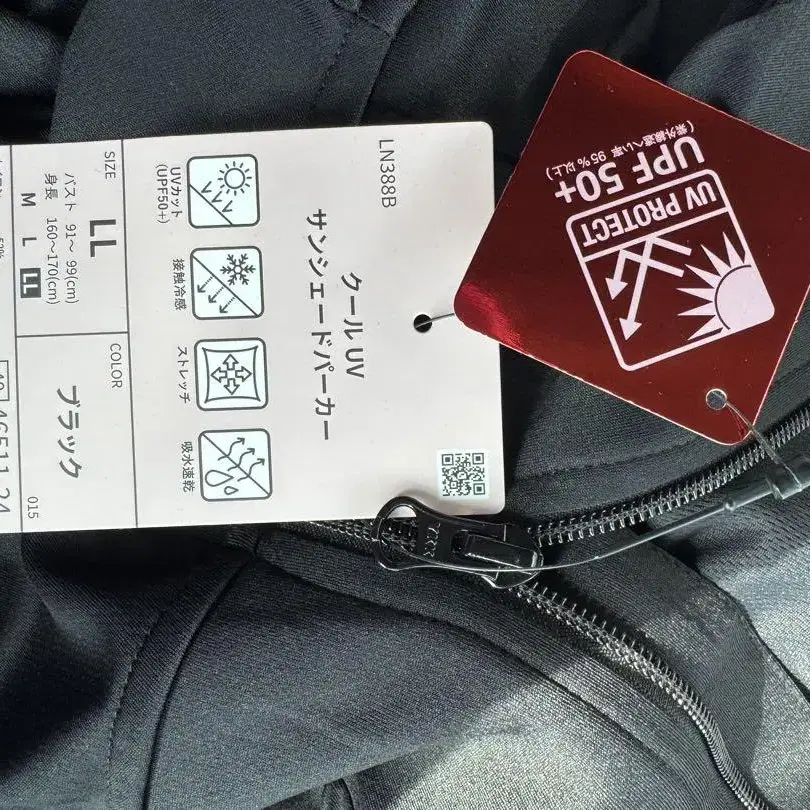 LN388B
クール UV
サンシェードパーカー
UVカット
(UPF50+)
接触冷感
ストレッチ
吸水速乾
SIZE
LL
バスト 91~ 99(cm)
身長 160~170(cm)
M L LL
COLOR
ブラック
015
UV PROTECT
UPF 50+
(紫外線遮へい率 95%以上)